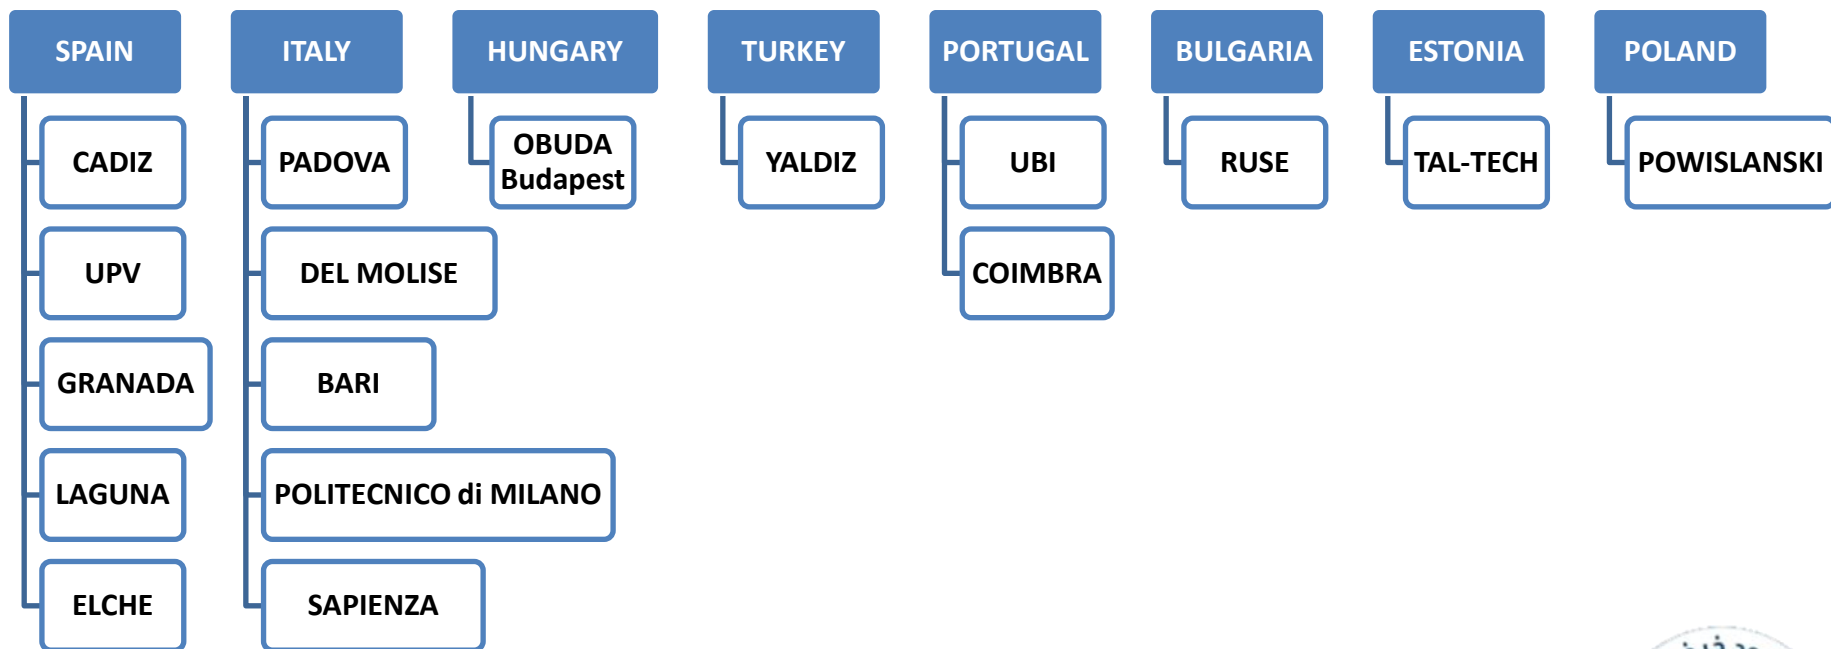 SPAIN
CADIZ
UPV
GRANADA
LAGUNA
ELCHE
ITALY
PADOVA
DEL MOLISE
BARI
POLITECNICO di MILANO
SAPIENZA
HUNGARY
OBUDA
Budapest
TURKEY
YALDIZ
PORTUGAL
UBI
COIMBRA
BULGARIA
RUSE
ESTONIA
TAL-TECH
POLAND
POWISLANSKI